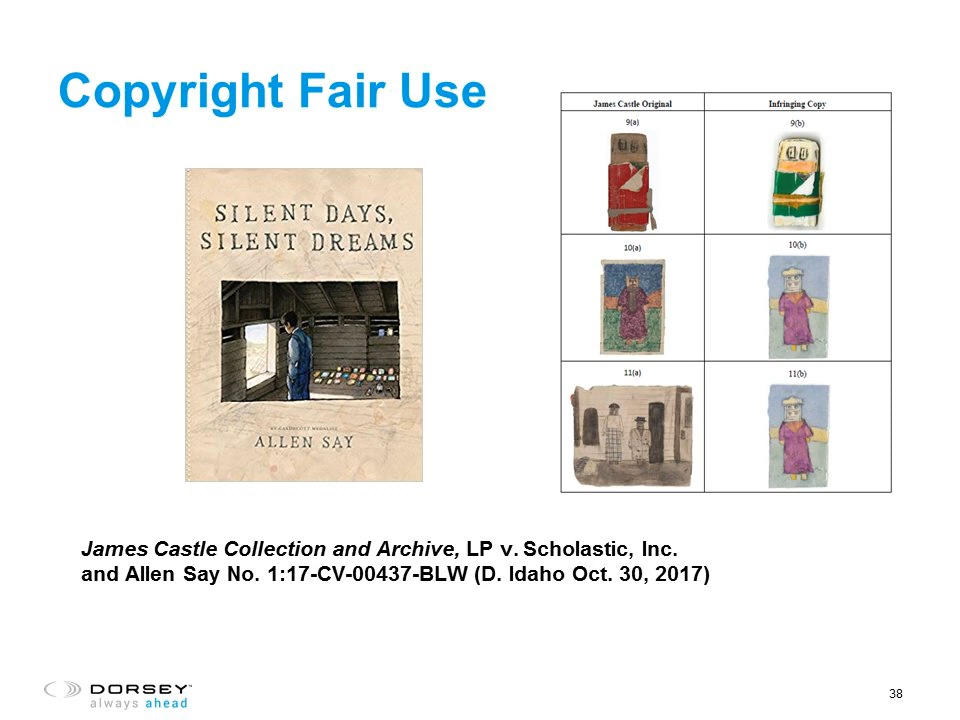 Copyright Fair Use
SILENT DAYS,
SILENT DREAMS
BY CALDECOTT MEDALIST
ALLEN SAY
James Castle Original Infringing Copy
9(a) 9(b)
10(a) 10(b)
11(a) 11(b)
James Castle Collection and Archive, LP v. Scholastic, Inc.
and Allen Say No. 1:17-CV-00437-BLW (D. Idaho Oct. 30, 2017)
DORSEY™
always ahead
38